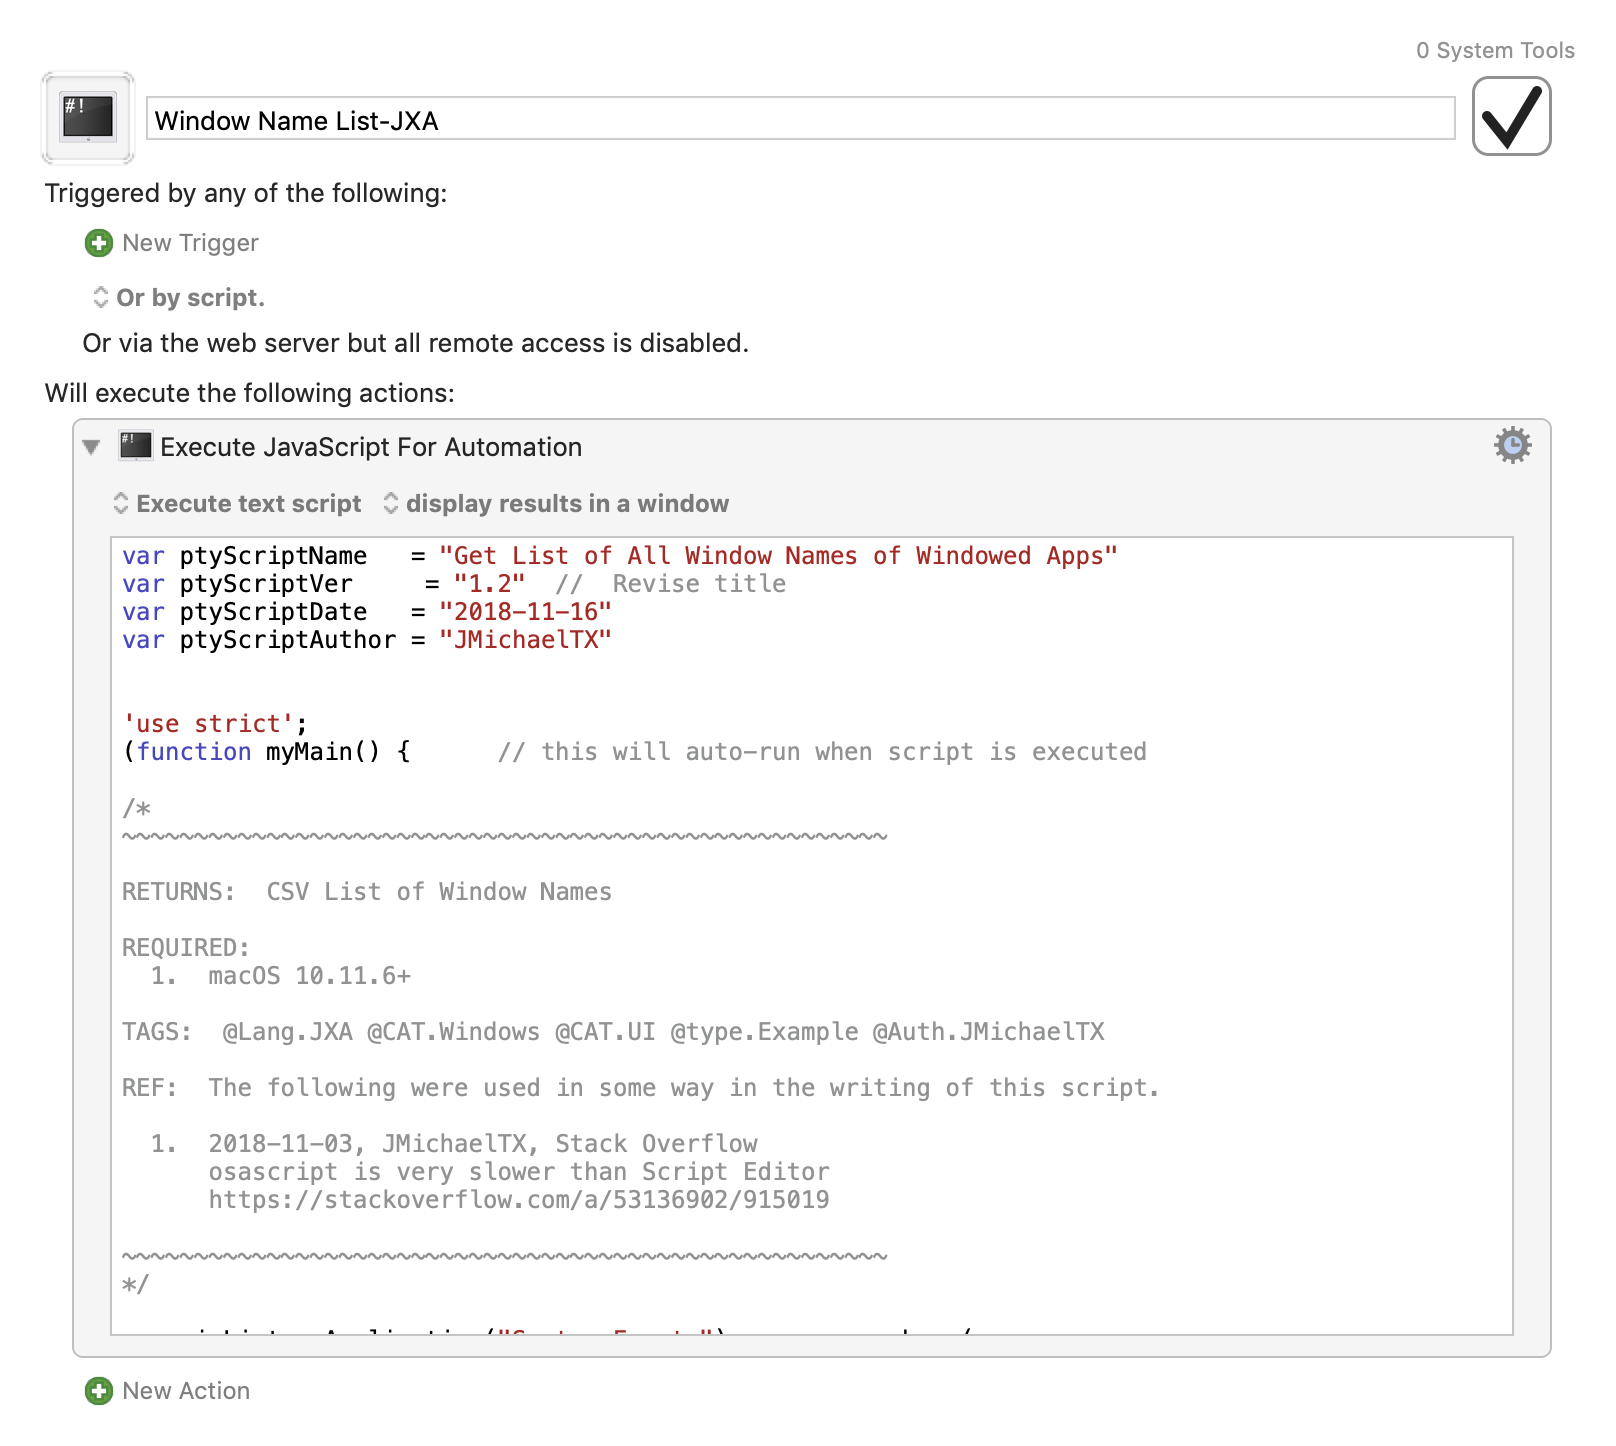 0 System Tools
#!
Window Name List-JXA
Triggered by any of the following:
New Trigger
Or by script.
Or via the web server but all remote access is disabled.
Will execute the following actions:
#! Execute JavaScript For Automation
Execute text script display results in a window
var ptyScriptName   = "Get List of All Window Names of Windowed Apps"
var ptyScriptVer     = "1.2"  //  Revise title
var ptyScriptDate   = "2018-11-16"
var ptyScriptAuthor = "JMichaelTX"
'use strict';
(function myMain() {      // this will auto-run when script is executed
/*
~~~~~~~~~~~~~~~~~~~~~~~~~~~~~~~~~~~~~~~~~~~~~~~~~~~~~
RETURNS:  CSV List of Window Names
REQUIRED:
  1.  macOS 10.11.6+
TAGS:  @Lang.JXA @CAT.Windows @CAT.UI @type.Example @Auth.JMichaelTX
REF:  The following were used in some way in the writing of this script.
  1.  2018-11-03, JMichaelTX, Stack Overflow
      osascript is very slower than Script Editor
      https://stackoverflow.com/a/53136902/915019
~~~~~~~~~~~~~~~~~~~~~~~~~~~~~~~~~~~~~~~~~~~~~~~~~~~~~
*/
New Action